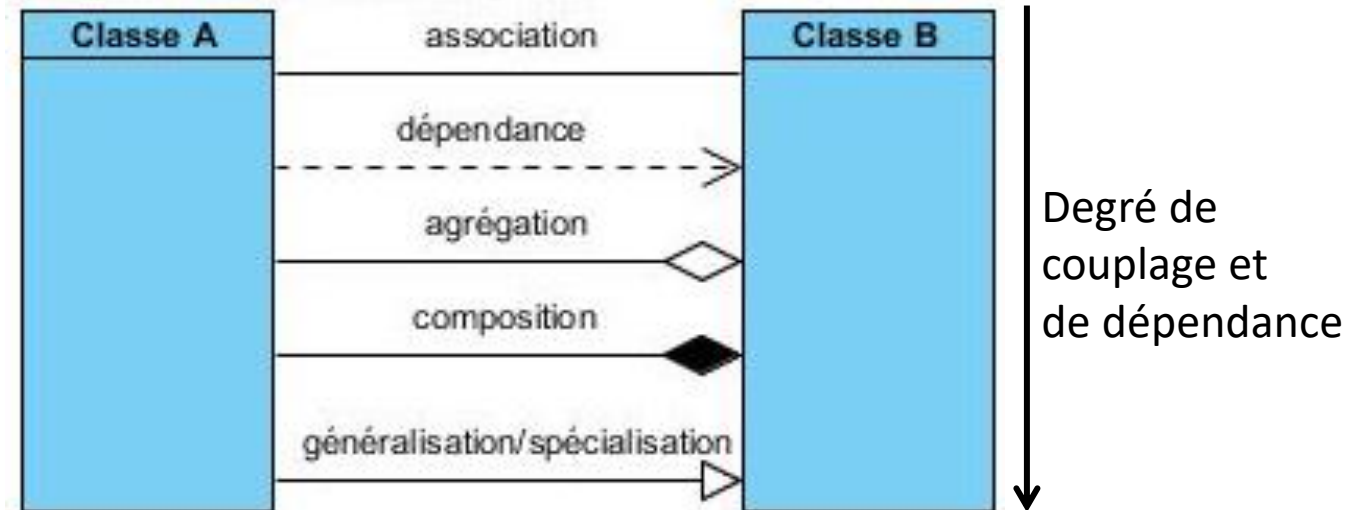 Classe A
association
Classe B
dépendance
agrégation
composition
généralisation/spécialisation
Degré de
couplage et
de dépendance